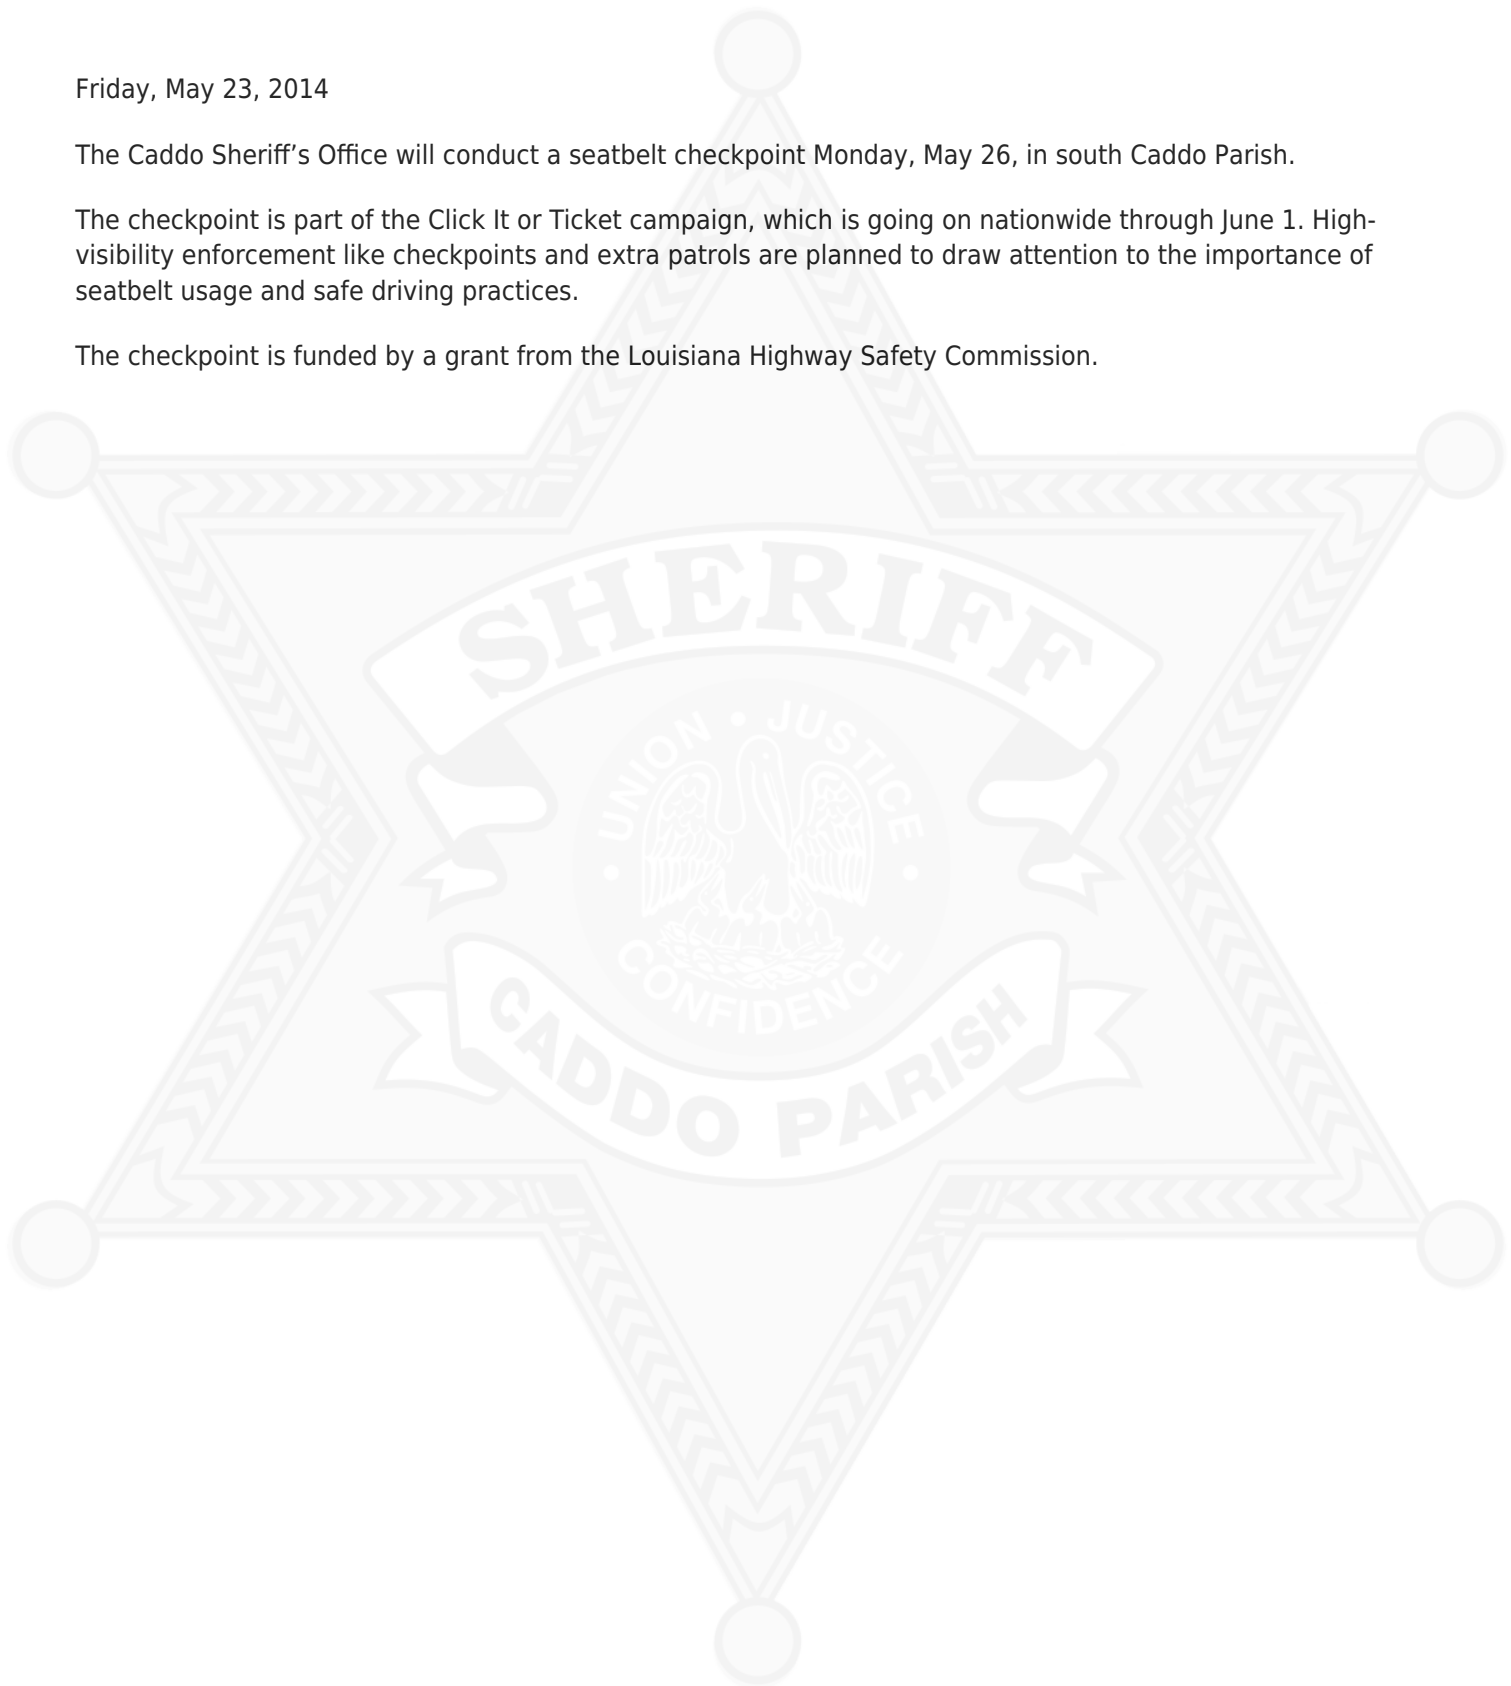 Friday, May 23, 2014
The Caddo Sheriff’s Office will conduct a seatbelt checkpoint Monday, May 26, in south Caddo Parish.
The checkpoint is part of the Click It or Ticket campaign, which is going on nationwide through June 1. High-
visibility enforcement like checkpoints and extra patrols are planned to draw attention to the importance of
seatbelt usage and safe driving practices.
The checkpoint is funded by a grant from the Louisiana Highway Safety Commission.
SHERIFF
UNION • JUSTICE
• CONFIDENCE •
CADDO PARISH